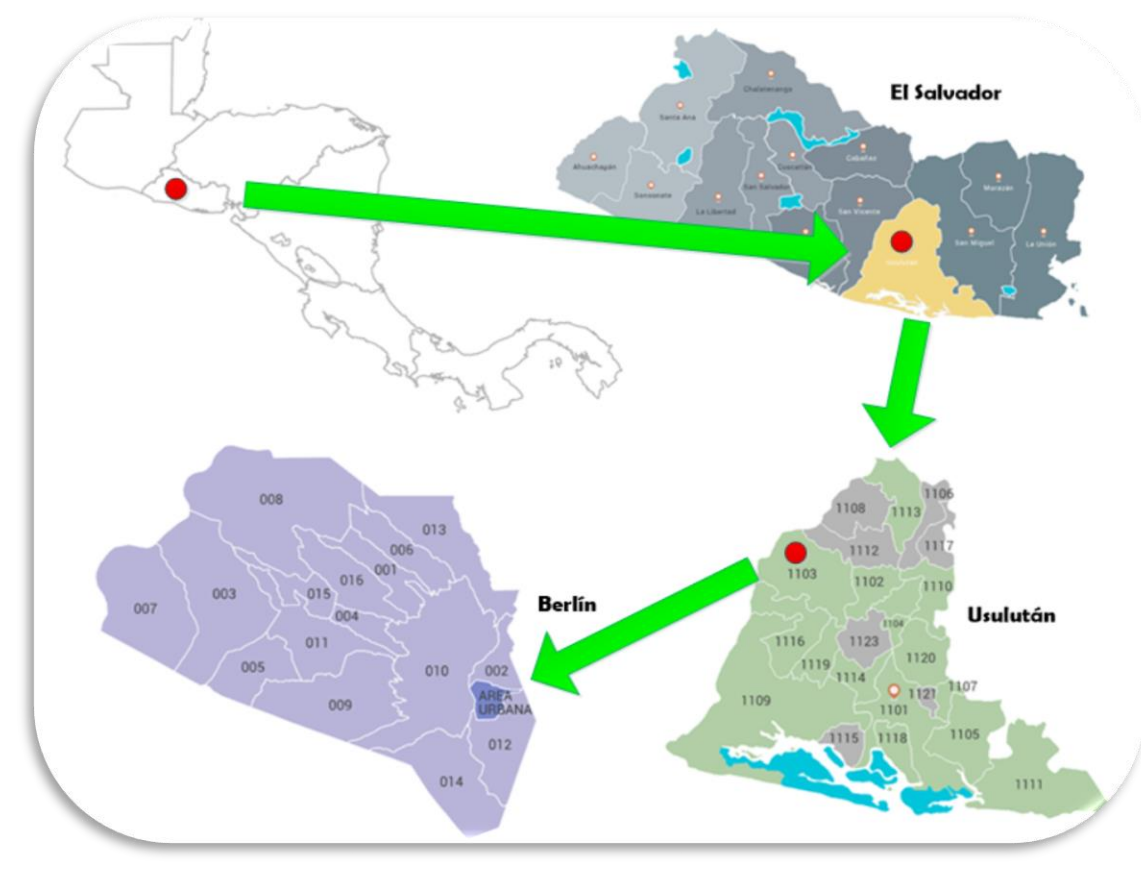 El Salvador
Chalatenango
Santa Ana
Cabañas
Ahuachapán
Cuscatlán
Morazán
San Salvador
Sonsonate
La Libertad
San Vicente
San Miguel
La Unión
Usulután
008
013
006
001
016
015
003
007
004
011
005
010
002
009
AREA
URBANA
012
014
Berlín
1106
1108
1113
1112
1117
1103
1102
1110
1104
Usulután
1116
1123
1120
1119
1114
1107
1121
1109
1101
1105
1115
1118
1111